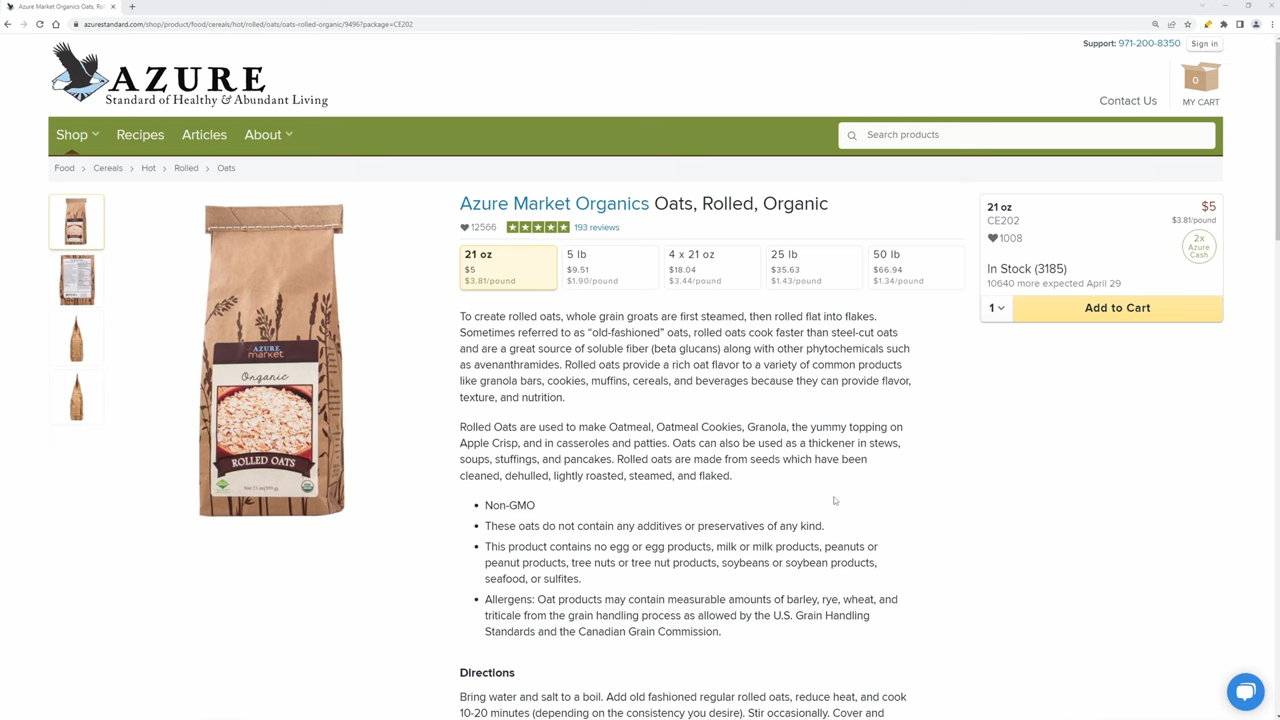 Azure Market Organics Oats, Rol
azurestandard.com/shop/product/food/cereals/hot/rolled/oats/oats-rolled-organic/9496?package=CE202
Support: 971-200-8350
Sign in
AZURE
Standard of Healthy & Abundant Living
Contact Us
0
MY CART
Shop
Recipes
Articles
About
Search products
Food > Cereals > Hot > Rolled > Oats
AZURE
market
Organic
ROLLED OATS
Azure Market Organics Oats, Rolled, Organic
12566
193 reviews
21 oz
$5
$3.81/pound
5 lb
$9.51
$1.90/pound
4 x 21 oz
$18.04
$3.44/pound
25 lb
$35.63
$1.43/pound
50 lb
$66.94
$1.34/pound
To create rolled oats, whole grain groats are first steamed, then rolled flat into flakes.
Sometimes referred to as “old-fashioned” oats, rolled oats cook faster than steel-cut oats
and are a great source of soluble fiber (beta glucans) along with other phytochemicals such
as avenanthramides. Rolled oats provide a rich oat flavor to a variety of common products
like granola bars, cookies, muffins, cereals, and beverages because they can provide flavor,
texture, and nutrition.
Rolled Oats are used to make Oatmeal, Oatmeal Cookies, Granola, the yummy topping on
Apple Crisp, and in casseroles and patties. Oats can also be used as a thickener in stews,
soups, stuffings, and pancakes. Rolled oats are made from seeds which have been
cleaned, dehulled, lightly roasted, steamed, and flaked.
• Non-GMO
• These oats do not contain any additives or preservatives of any kind.
• This product contains no egg or egg products, milk or milk products, peanuts or
peanut products, tree nuts or tree nut products, soybeans or soybean products,
seafood, or sulfites.
• Allergens: Oat products may contain measurable amounts of barley, rye, wheat, and
triticale from the grain handling process as allowed by the U.S. Grain Handling
Standards and the Canadian Grain Commission.
Directions
Bring water and salt to a boil. Add old fashioned regular rolled oats, reduce heat, and cook
10-20 minutes (depending on the consistency you desire). Stir occasionally. Cover and
21 oz
$5
CE202
$3.81/pound
1008
2x
Azure
Cash
In Stock (3185)
10640 more expected April 29
1
Add to Cart